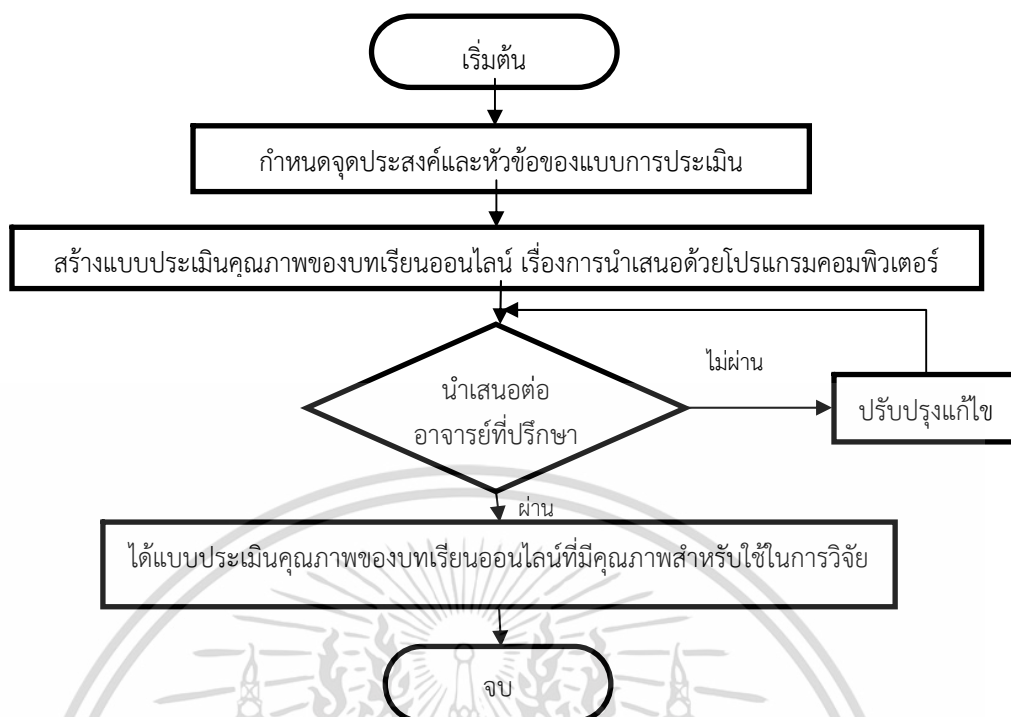 เริ่มต้น
กำหนดจุดประสงค์และหัวข้อของแบบการประเมิน
สร้างแบบประเมินคุณภาพของบทเรียนออนไลน์ เรื่องการนำเสนอด้วยโปรแกรมคอมพิวเตอร์
นำเสนอต่อ
อาจารย์ที่ปรึกษา
ไม่ผ่าน
ปรับปรุงแก้ไข
ผ่าน
ได้แบบประเมินคุณภาพของบทเรียนออนไลน์ที่มีคุณภาพสำหรับใช้ในการวิจัย
จบ